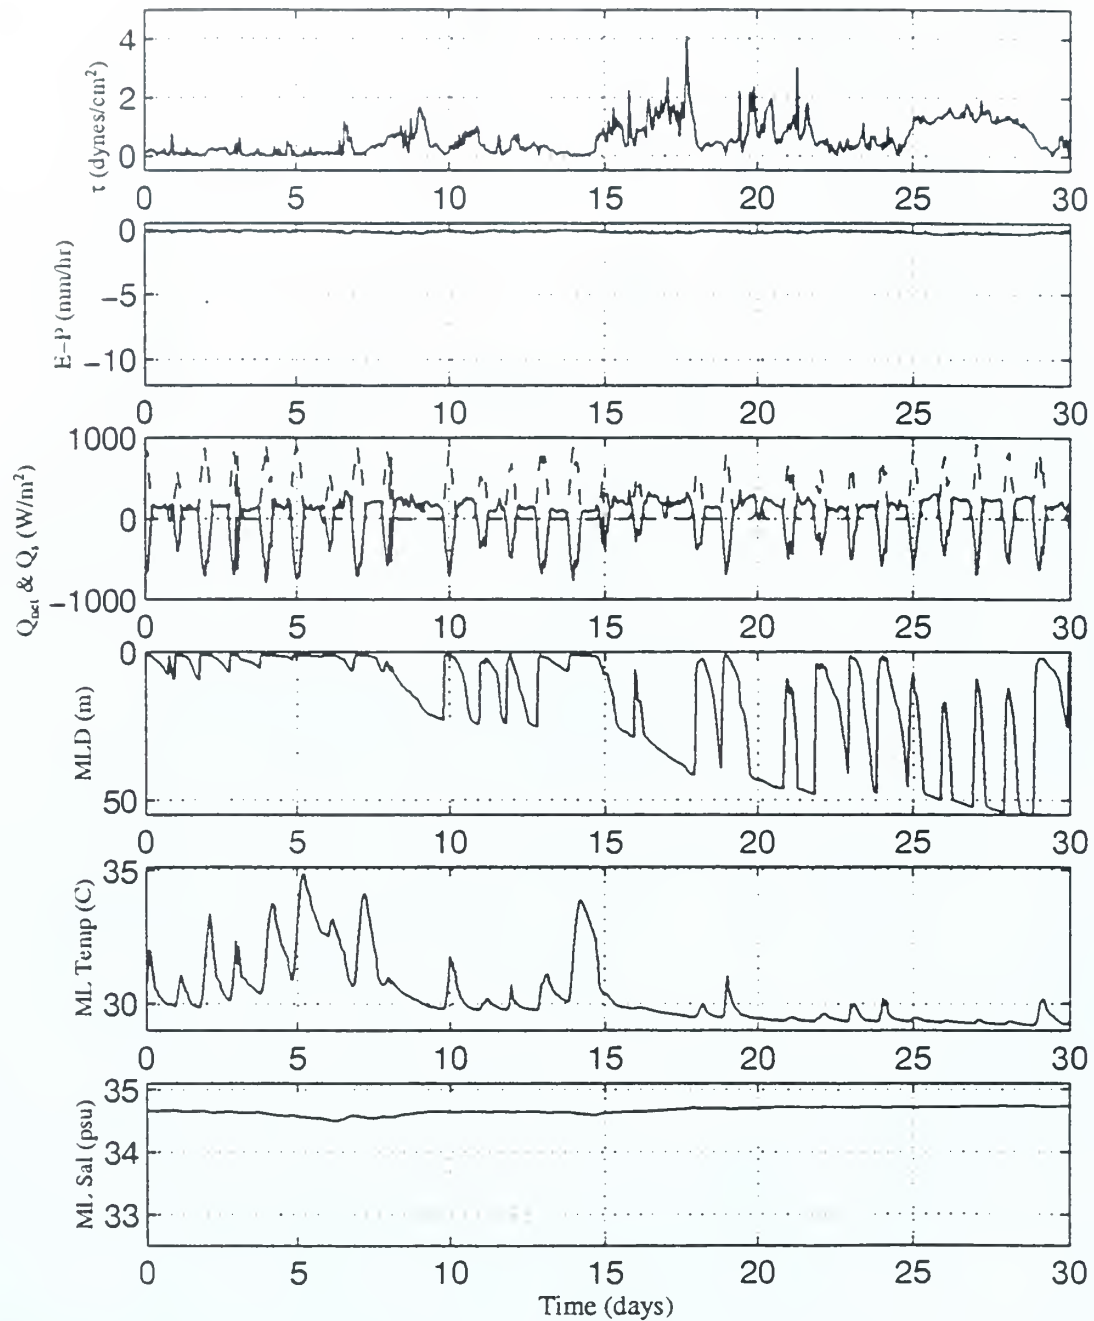 τ (dynes/cm²)
4
2
0
0 5 10 15 20 25 30
E-P (mm/hr)
0
-5
-10
0 5 10 15 20 25 30
Qnet & Qs (W/m²)
1000
0
-1000
0 5 10 15 20 25 30
MLD (m)
0
50
0 5 10 15 20 25 30
ML Temp (C)
35
30
0 5 10 15 20 25 30
ML Sal (psu)
35
34
33
0 5 10 15 20 25 30
Time (days)